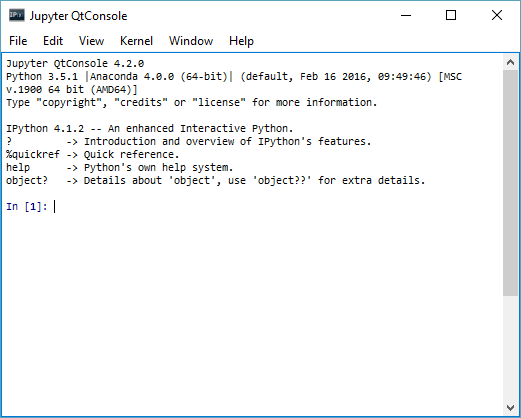 IP[y]: Jupyter QtConsole
File Edit View Kernel Window Help
Jupyter QtConsole 4.2.0
Python 3.5.1 |Anaconda 4.0.0 (64-bit)| (default, Feb 16 2016, 09:49:46) [MSC
v.1900 64 bit (AMD64)]
Type "copyright", "credits" or "license" for more information.
IPython 4.1.2 -- An enhanced Interactive Python.
?         -> Introduction and overview of IPython's features.
%quickref -> Quick reference.
help      -> Python's own help system.
object?   -> Details about 'object', use 'object??' for extra details.
In [1]: